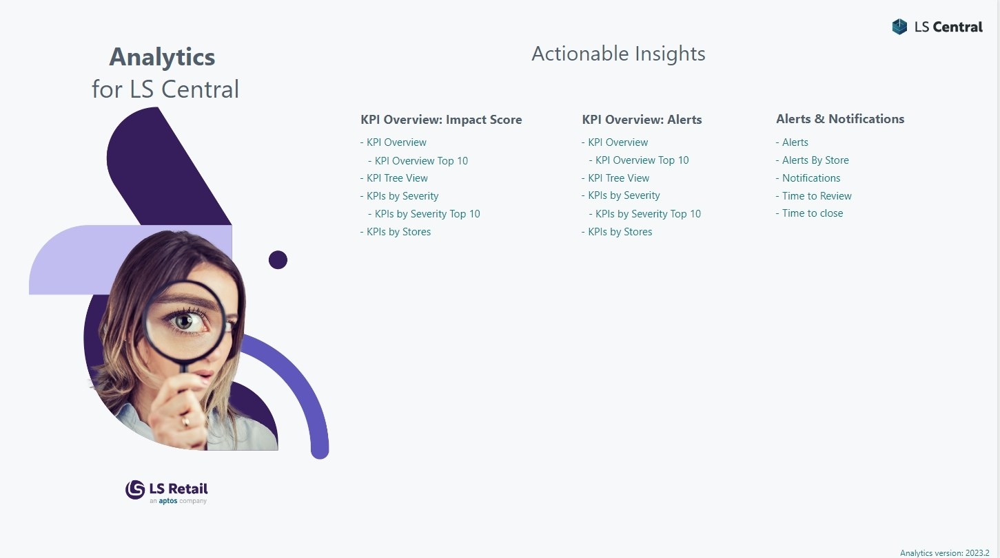 LS Central
Analytics
for LS Central
Actionable Insights
KPI Overview: Impact Score
- KPI Overview
- KPI Overview Top 10
- KPI Tree View
- KPIs by Severity
- KPIs by Severity Top 10
- KPIs by Stores
KPI Overview: Alerts
- KPI Overview
- KPI Overview Top 10
- KPI Tree View
- KPIs by Severity
- KPIs by Severity Top 10
- KPIs by Stores
Alerts & Notifications
- Alerts
- Alerts By Store
- Notifications
- Time to Review
- Time to close
LS Retail
an aptos company
Analytics version: 2023.2